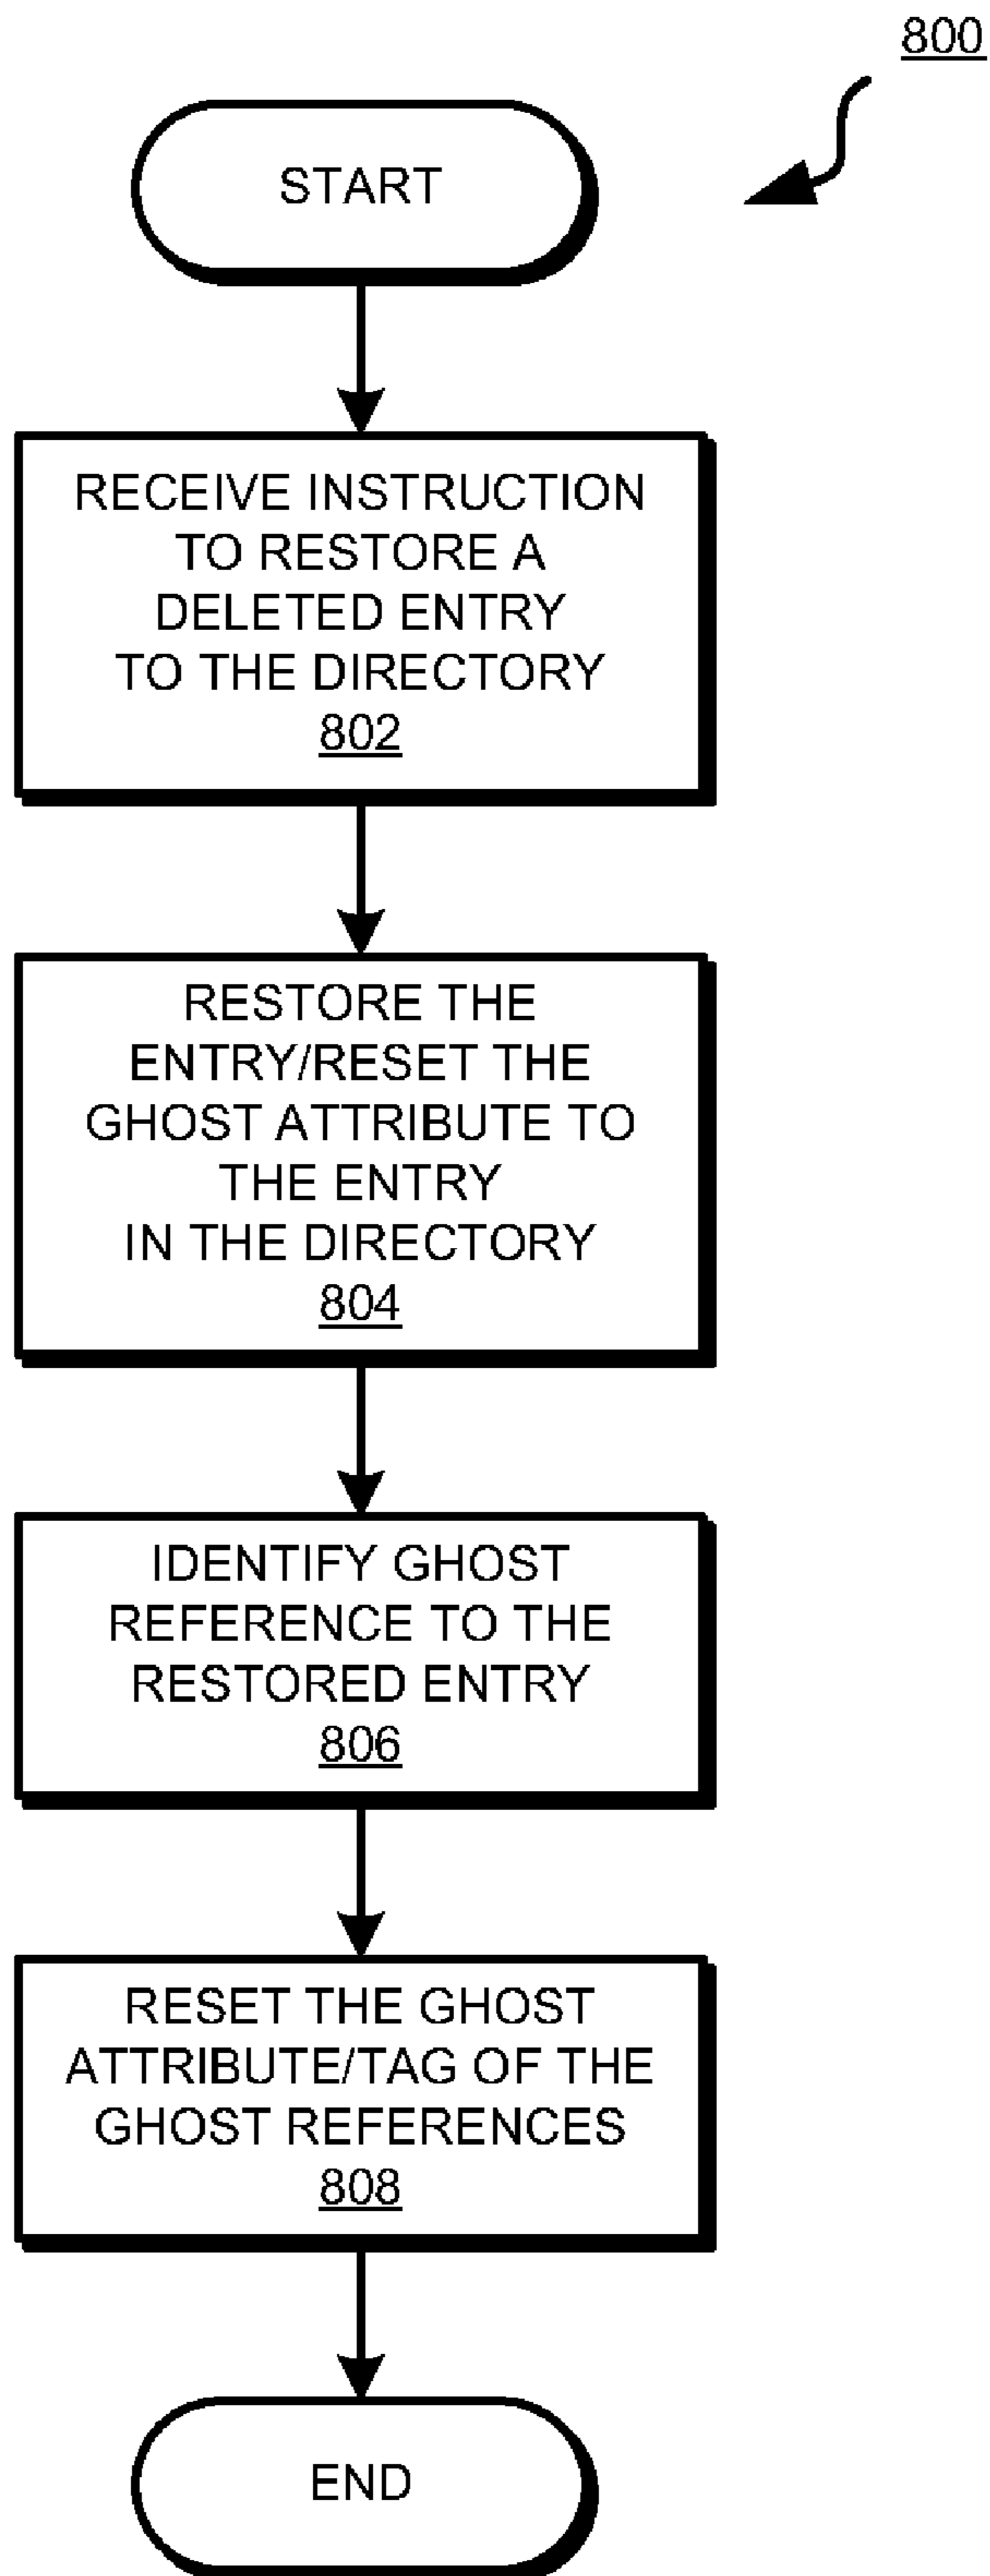 800
START
RECEIVE INSTRUCTION
TO RESTORE A
DELETED ENTRY
TO THE DIRECTORY
802
RESTORE THE
ENTRY/RESET THE
GHOST ATTRIBUTE TO
THE ENTRY
IN THE DIRECTORY
804
IDENTIFY GHOST
REFERENCE TO THE
RESTORED ENTRY
806
RESET THE GHOST
ATTRIBUTE/TAG OF THE
GHOST REFERENCES
808
END